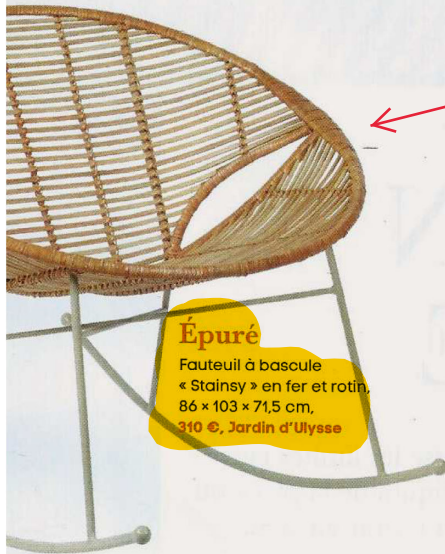 Épuré
Fauteuil à bascule
« Stainsy » en fer et rotin,
86 × 103 × 71,5 cm,
310 €, Jardin d’Ulysse